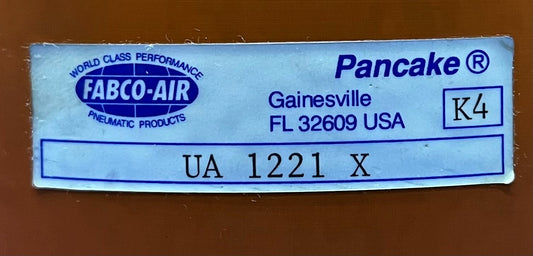 WORLD CLASS PERFORMANCE
FABCO-AIR
PNEUMATIC PRODUCTS
Pancake®
Gainesville
FL 32609 USA
K4
UA 1221 X